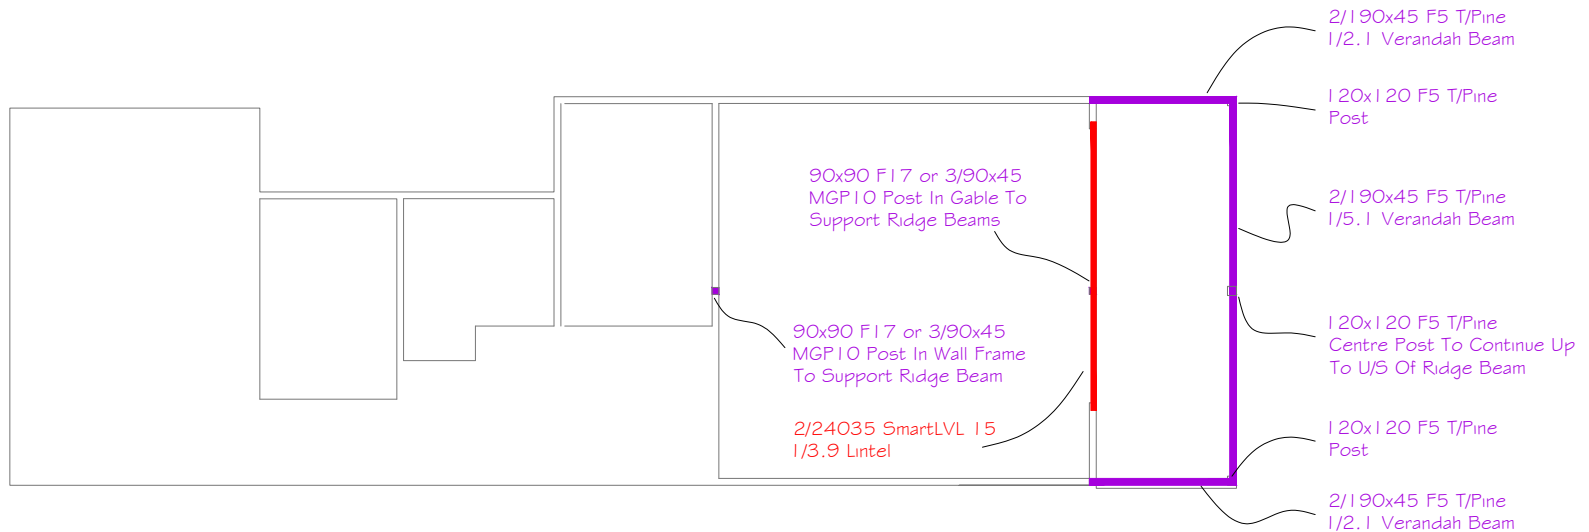 2/190x45 F5 T/Pine
1/2.1 Verandah Beam
120x120 F5 T/Pine
Post
90x90 F17 or 3/90x45
MGP10 Post In Gable To
Support Ridge Beams
2/190x45 F5 T/Pine
1/5.1 Verandah Beam
90x90 F17 or 3/90x45
MGP10 Post In Wall Frame
To Support Ridge Beam
120x120 F5 T/Pine
Centre Post To Continue Up
To U/S Of Ridge Beam
2/24035 SmartLVL 15
1/3.9 Lintel
120x120 F5 T/Pine
Post
2/190x45 F5 T/Pine
1/2.1 Verandah Beam